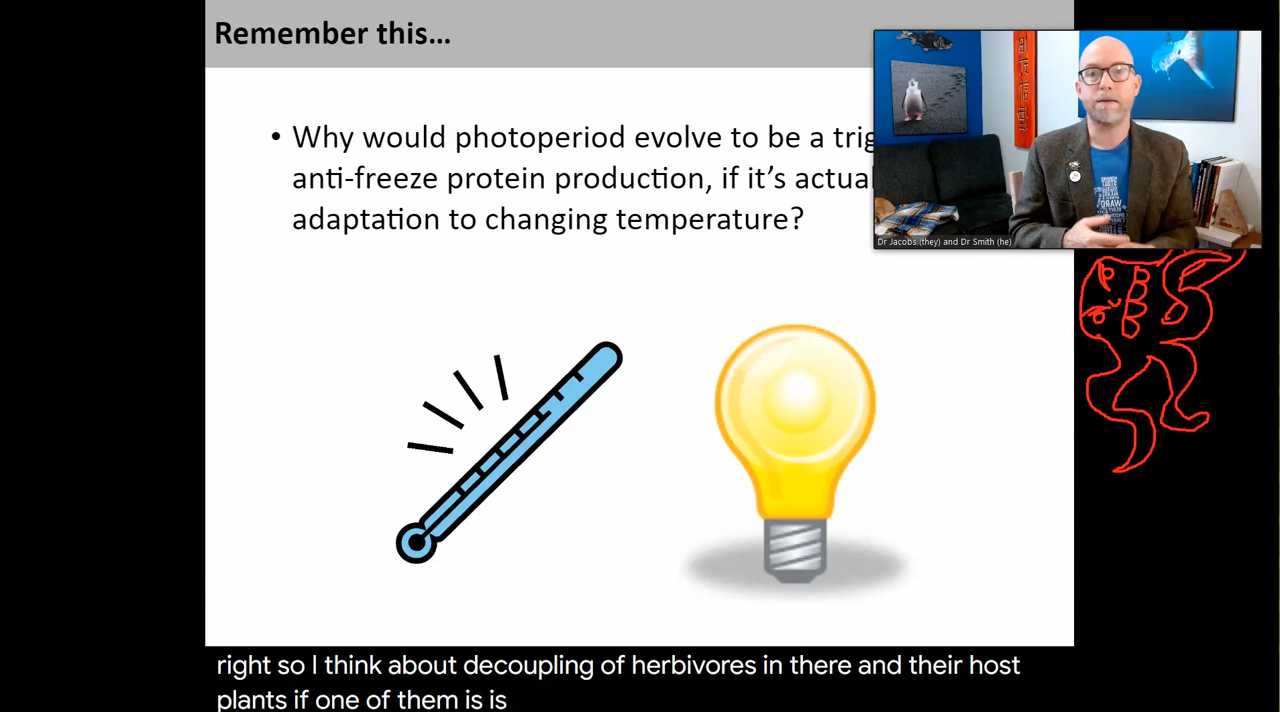 Remember this...
• Why would photoperiod evolve to be a trig
anti-freeze protein production, if it's actual
adaptation to changing temperature?
Dr Jacobs (they) and Dr Smith (he)
right so I think about decoupling of herbivores in there and their host
plants if one of them is is